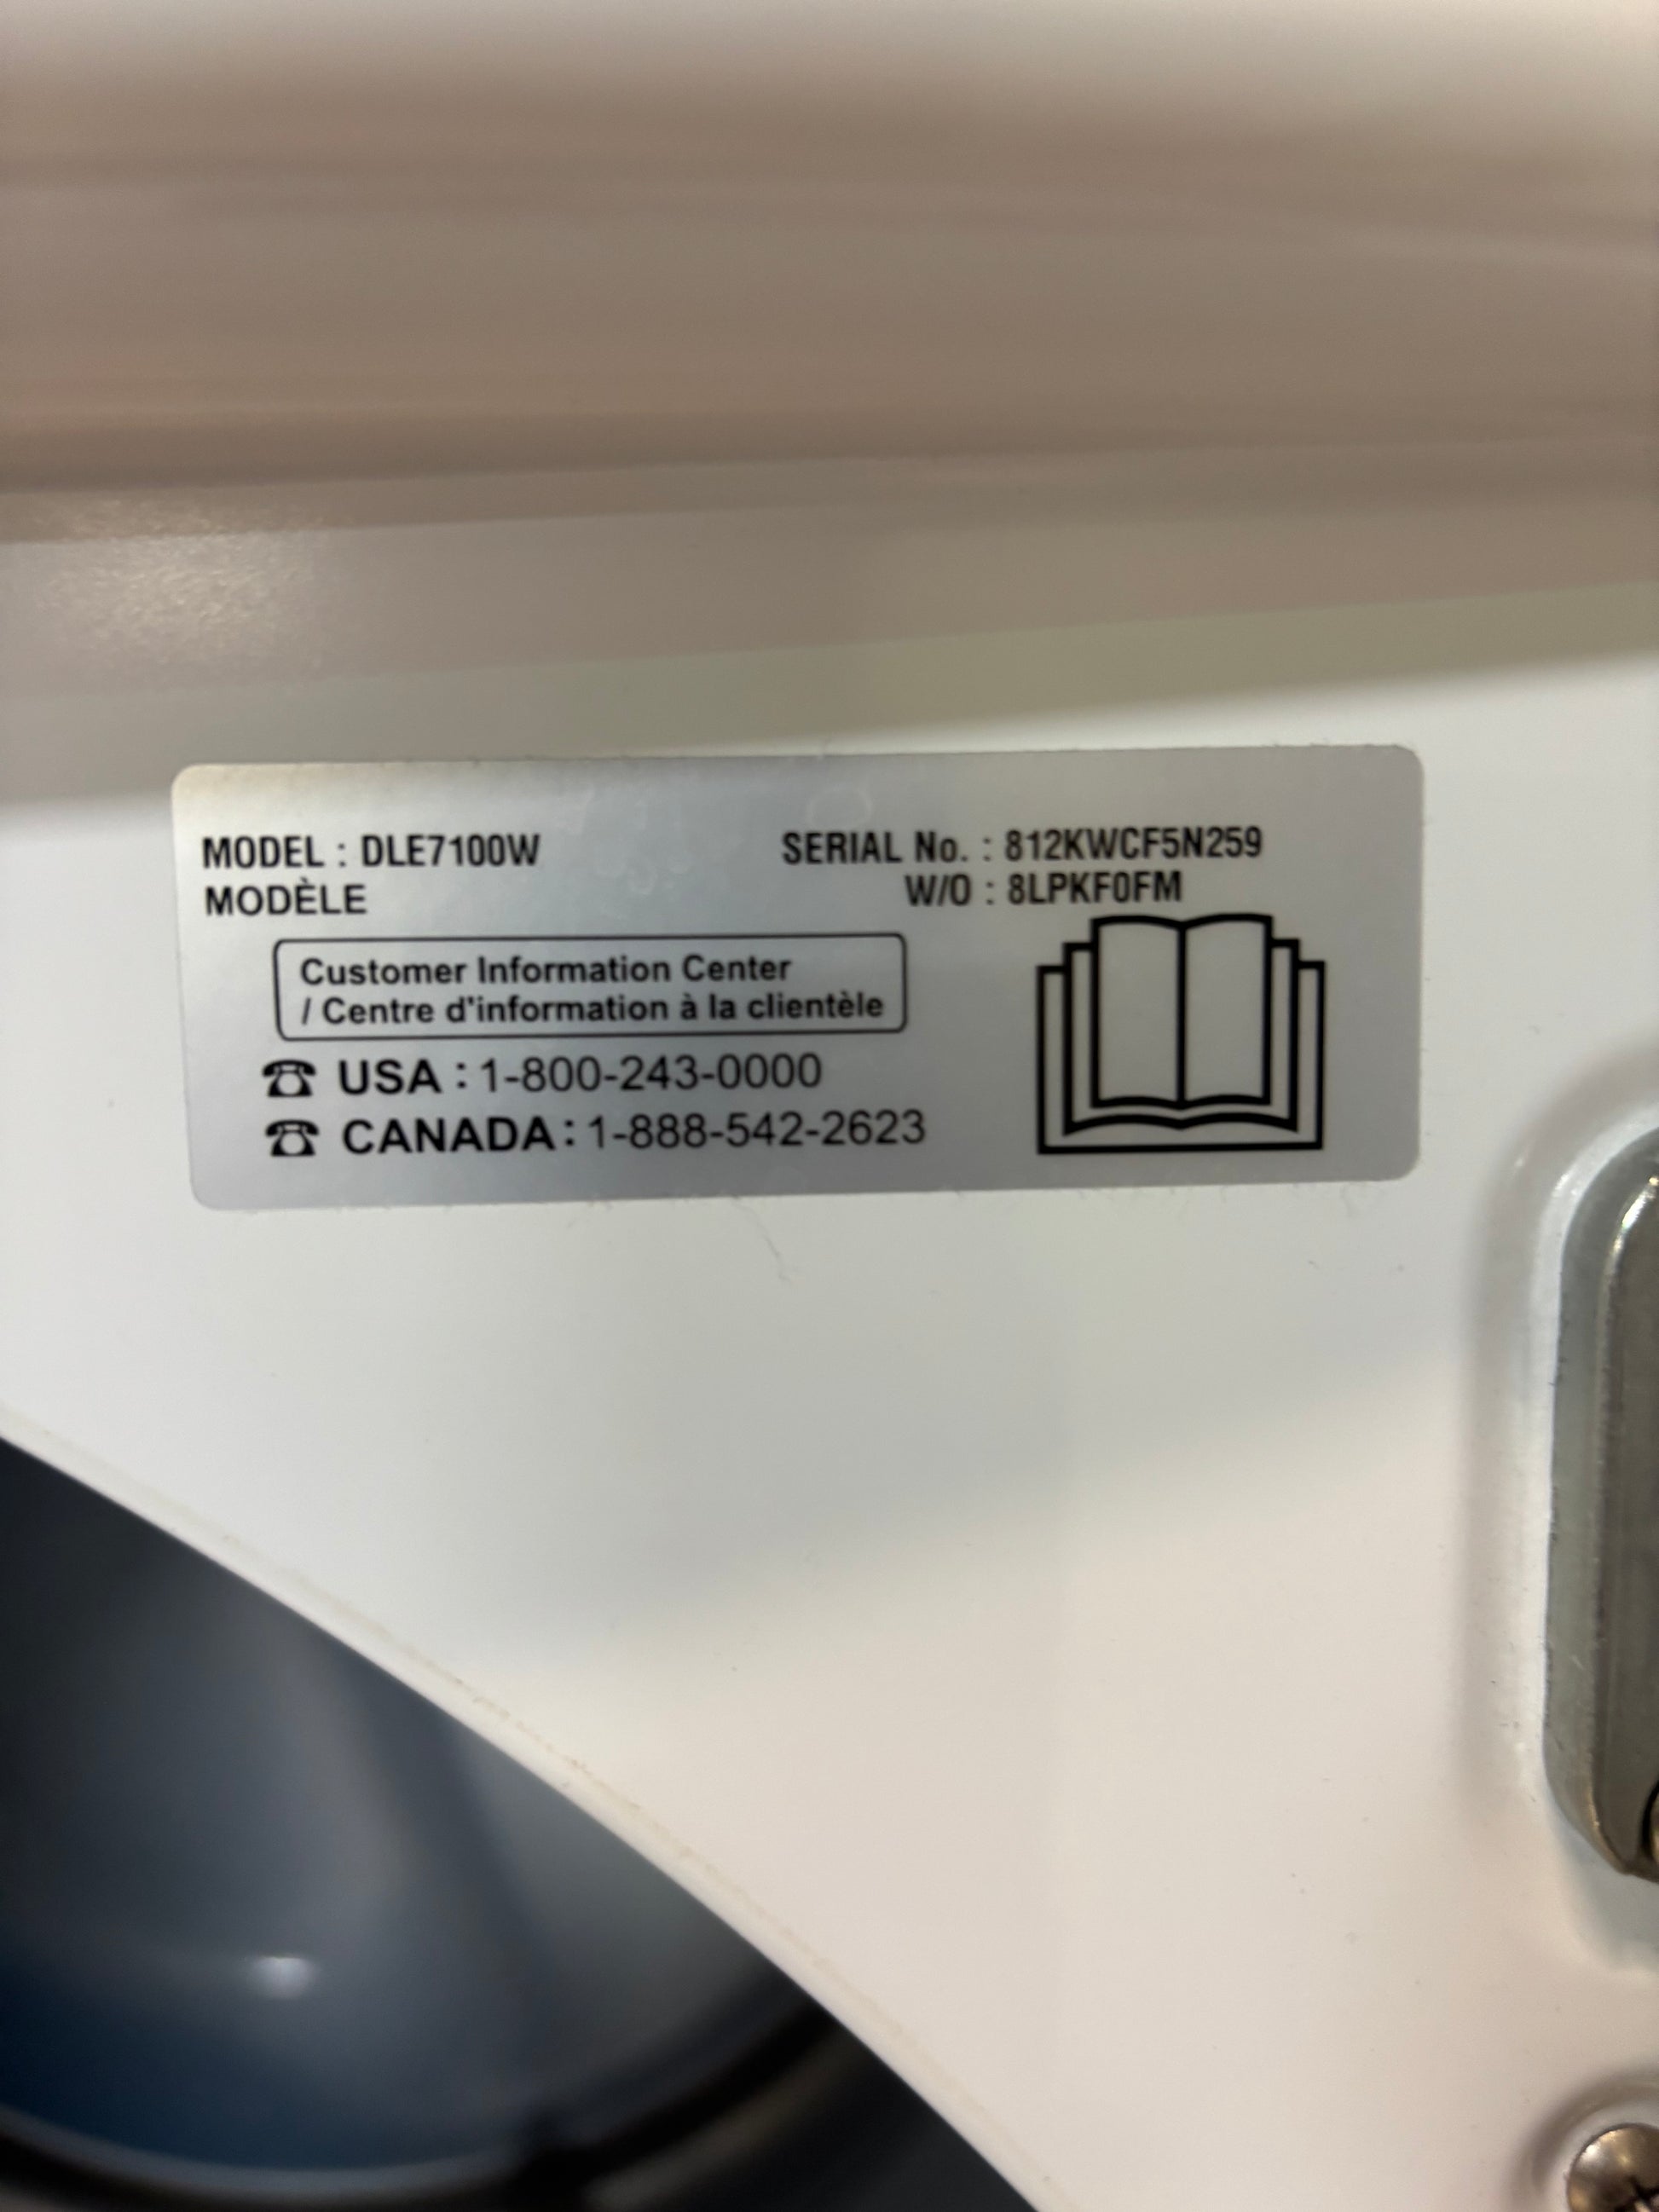 MODEL : DLE7100W
MODÈLE
SERIAL No. : 812KWCF5N259
W/O : 8LPKF0FM
Customer Information Center
/ Centre d'information à la clientèle
☎ USA : 1-800-243-0000
☎ CANADA : 1-888-542-2623